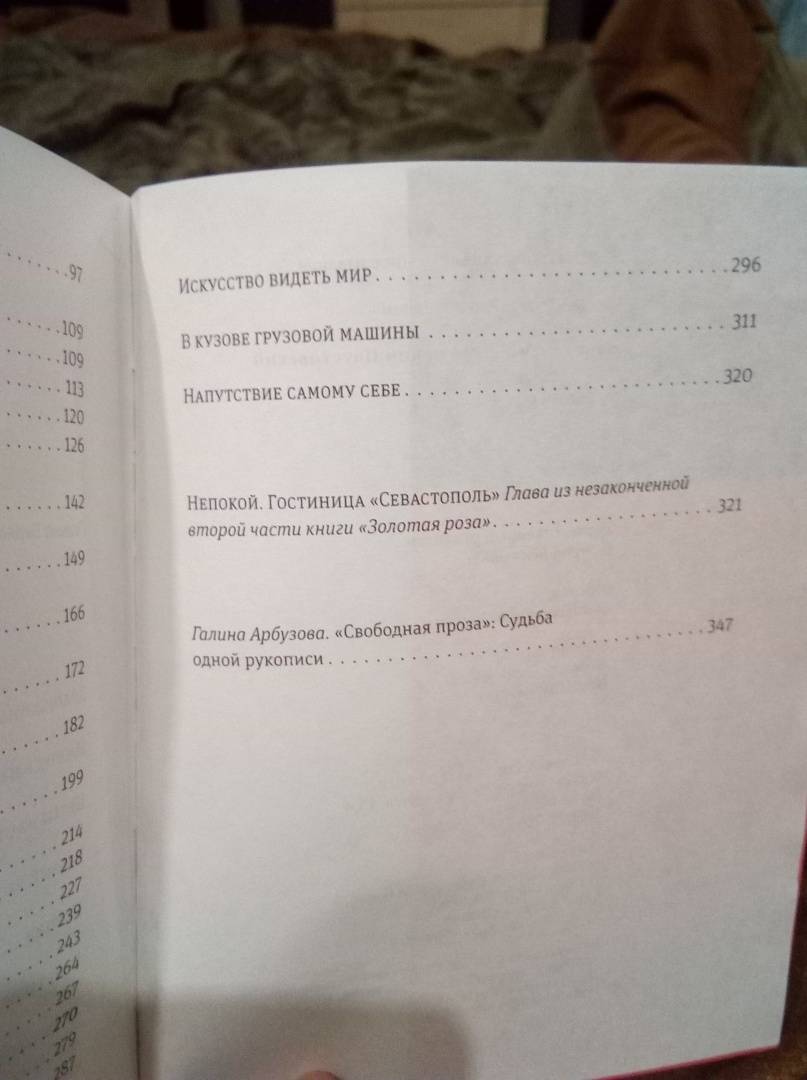 . . . . . . . 97
. . . . . . 109
. . . . . . 109
. . . . . . 113
. . . . . . 120
. . . . . . 126
. . . . . . 142
. . . . . . 149
. . . . . . 166
. . . . . . 172
. . . . . . 182
. . . . . . 199
. . . . . . 214
. . . . . . 218
. . . . . . 227
. . . . . . 239
. . . . . . 243
. . . . . . 264
. . . . . . 267
. . . . . . 270
. . . . . . 279
. . . . . . 287
Искусство видеть мир . . . . . . . . . . . . . . . . . . . . . . . . . . . . 296
В кузове грузовой машины . . . . . . . . . . . . . . . . . . . . . . . 311
Напутствие самому себе . . . . . . . . . . . . . . . . . . . . . . . . . 320
Непокой. Гостиница «Севастополь» Глава из незаконченной
второй части книги «Золотая роза» . . . . . . . . . . . . . . . . . 321
Галина Арбузова. «Свободная проза»: Судьба
одной рукописи . . . . . . . . . . . . . . . . . . . . . . . . . . . . . . 347